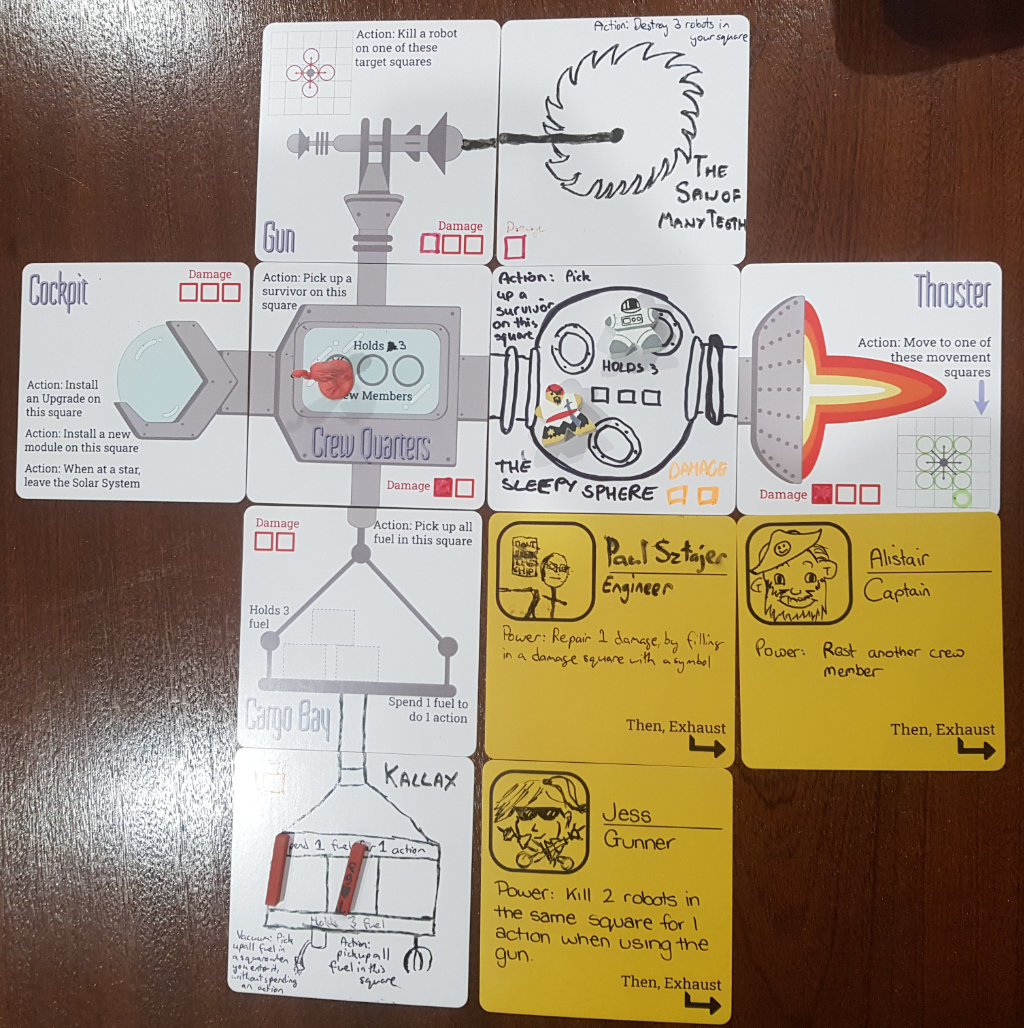 Action: Kill a robot
on one of these
target squares
Gun
Damage
Action: Destroy 3 robots in
your square
THE
SAW OF
MANY TEETH
Damage
Cockpit
Damage
Action: Install
an Upgrade on
this square
Action: Install a new
module on this square
Action: When at a star,
leave the Solar System
Action: Pick up a
survivor on this
square
Holds 3
Members
Crew Quarters
Damage
Action: Pick
up a
survivor
on this
square
HOLDS 3
THE
SLEEPY SPHERE
DAMAGE
Thruster
Action: Move to one of
these movement
squares
Damage
Damage
Action: Pick up all
fuel in this square
Holds 3
fuel
Spend 1 fuel to
do 1 action
Cargo Bay
Paul Sztajer
Engineer
Power: Repair 1 damage, by filling
in a damage square with a symbol
Then, Exhaust
Alistair
Captain
Power: Rest another crew
member
Then, Exhaust
KALLAX
Spend 1 fuel for 1 action
Holds 3 fuel
Vacuum: Pick
up all fuel in
a square when
you enter it,
without spending
an action
Action:
pick up all
fuel in this
square
Jess
Gunner
Power: Kill 2 robots in
the same square for 1
action when using the
gun.
Then, Exhaust